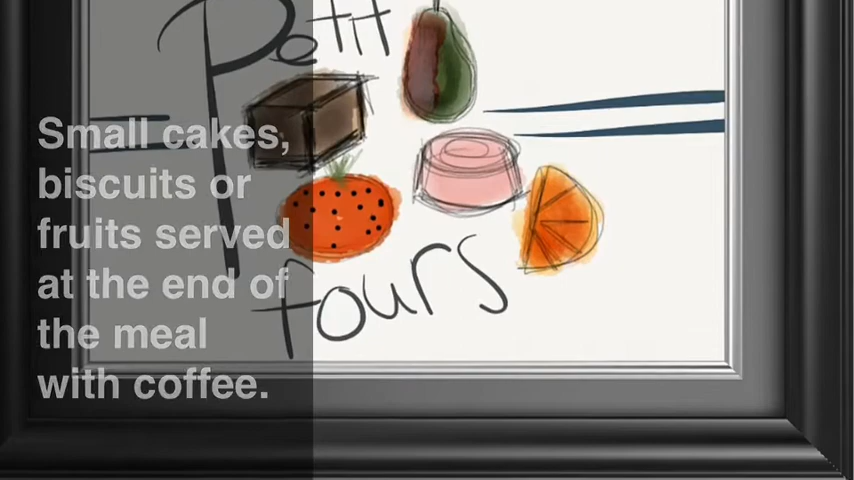 Petit
Small cakes,
biscuits or
fruits served
at the end of
the meal
with coffee.
fours